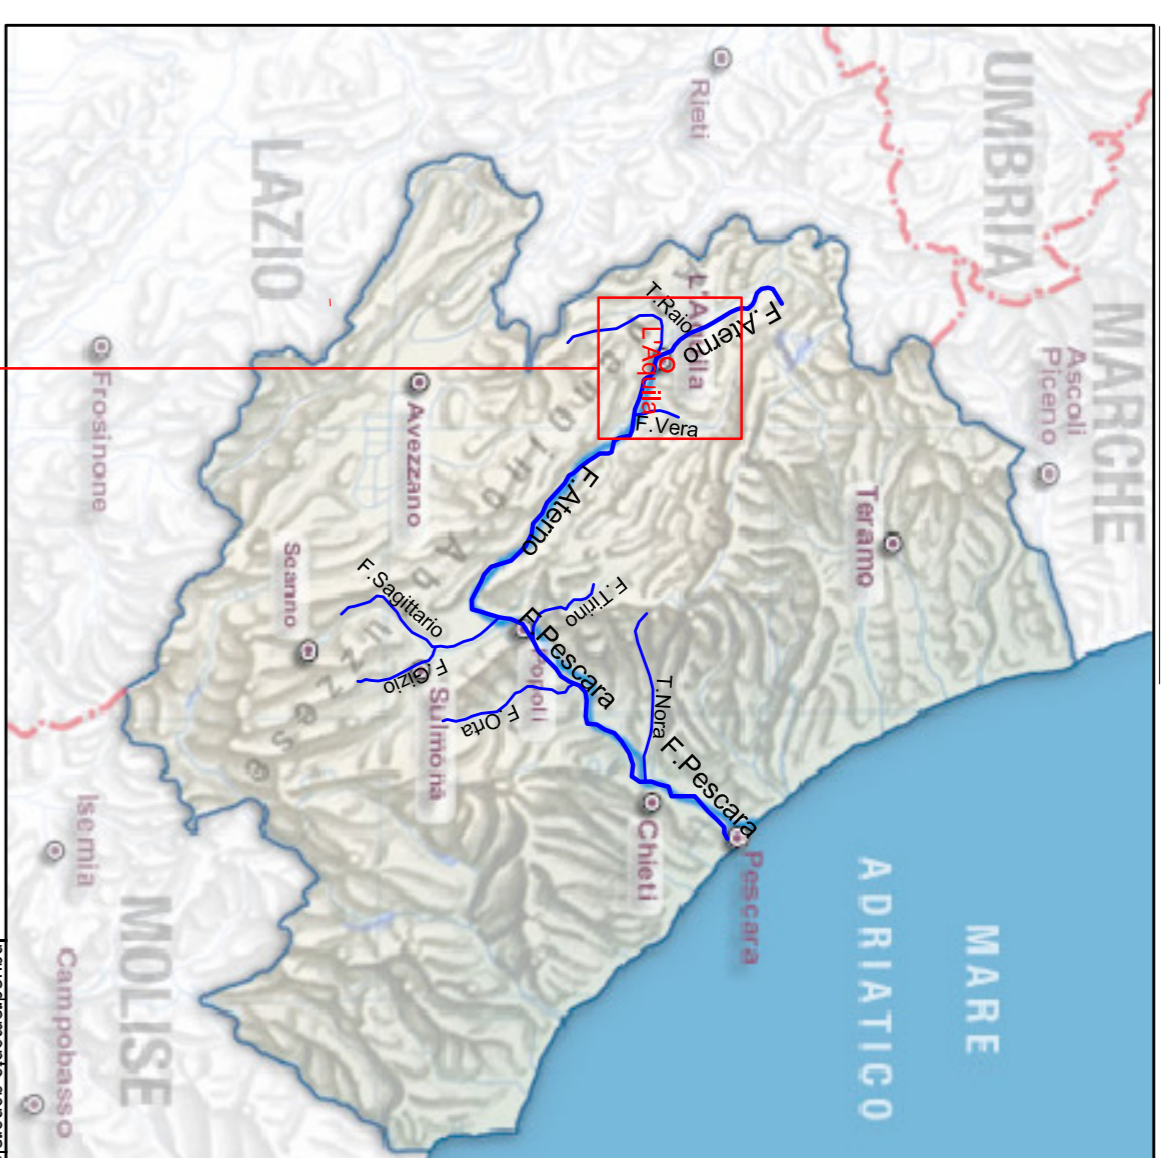 UMBRIA
MARCHE
Ascoli
Piceno
Rieti
LAZIO
L'Aquila
T.Raio
F.Aterno
L'Aquila
F.Vera
Teramo
Frosinone
Avezzano
F.Aterno
Scanno
F.Sagittario
F.Gizio
Sulmona
F.Tirino
F.Pescara
Popoli
F.Orta
T.Nora
F.Pescara
Chieti
Pescara
MARE
ADRIATICO
Isernia
MOLISE
Campobasso